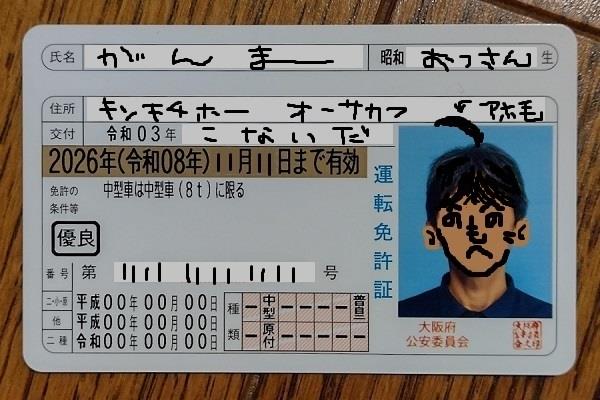 氏名 がんまー 昭和 おっさん 生
住所 キンキチホー オーサカフ アホ毛
交付 令和03年 こないだ
2026年(令和08年)11月11日まで有効
免許の条件等 中型車は中型車(8t)に限る
運転免許証
優良
番号 第 号
二・小・原 平成00年00月00日
他 平成00年00月00日
二種 令和00年00月00日
種類 中型 原付 普自二
おのもの
大阪府
公安委員会